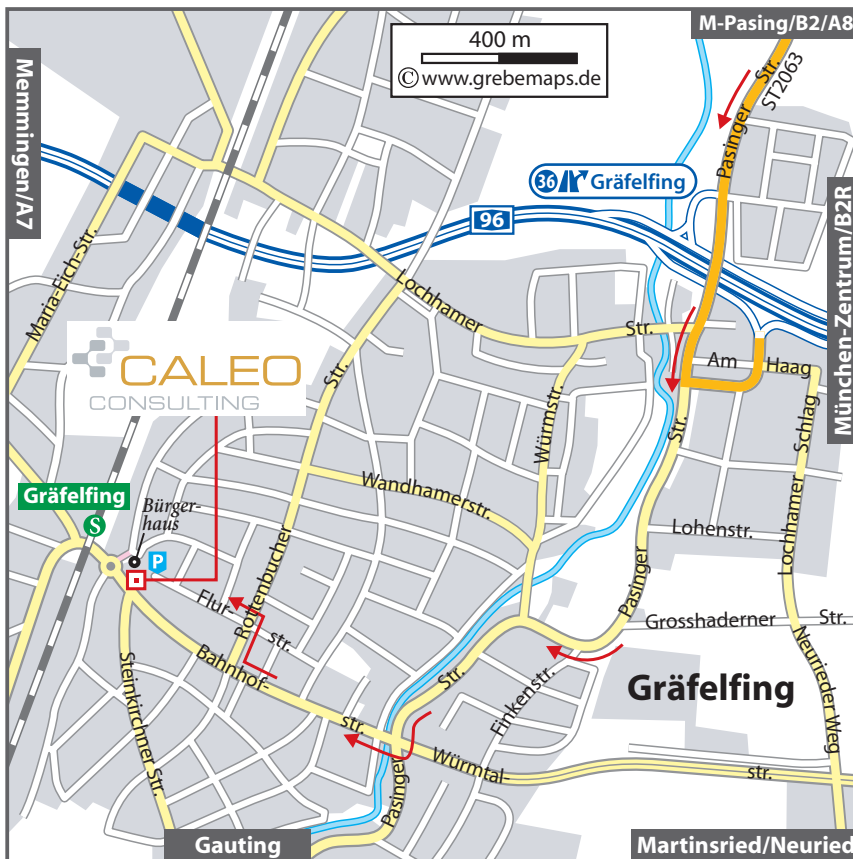 M-Pasing/B2/A8
400 m
© www.grebemaps.de
Str.
ST2063
Pasinger
Memmingen/A7
36 Gräfelfing
96
München-Zentrum/B2R
Maria-Eich-Str.
Lochhamer
Str.
Am Haag
CALEO
CONSULTING
Str.
Str.
Würmstr.
Lochhamer Schlag
Wandhamerstr.
Gräfelfing
S
Bürger-
haus
P
Lohenstr.
Rottenbucher
Pasinger
Flur-
str.
Grosshaderner Str.
Bahnhof-
str.
Steinkirchner Str.
Str.
Finkenstr.
Gräfelfing
Neurieder Weg
Pasinger
Würmtal-
str.
Gauting
Martinsried/Neuried